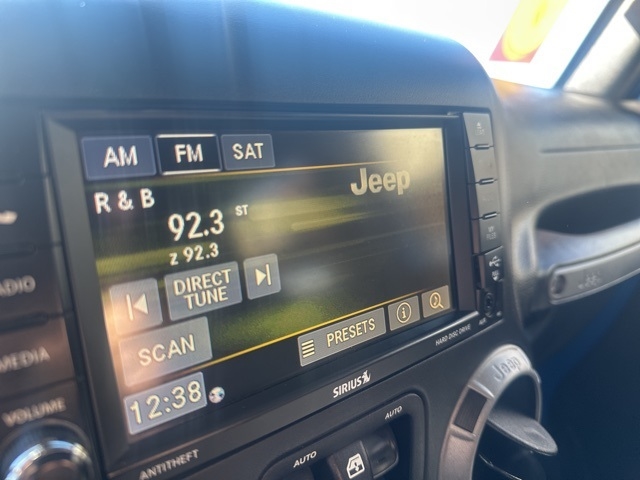 AM FM SAT
R & B
Jeep
92.3 ST
z 92.3
DIRECT
TUNE
SCAN
PRESETS
12:38
MEDIA
VOLUME
ANTITHEFT
SIRIUS
HARD DISC DRIVE
AUTO
AUTO
Jeep